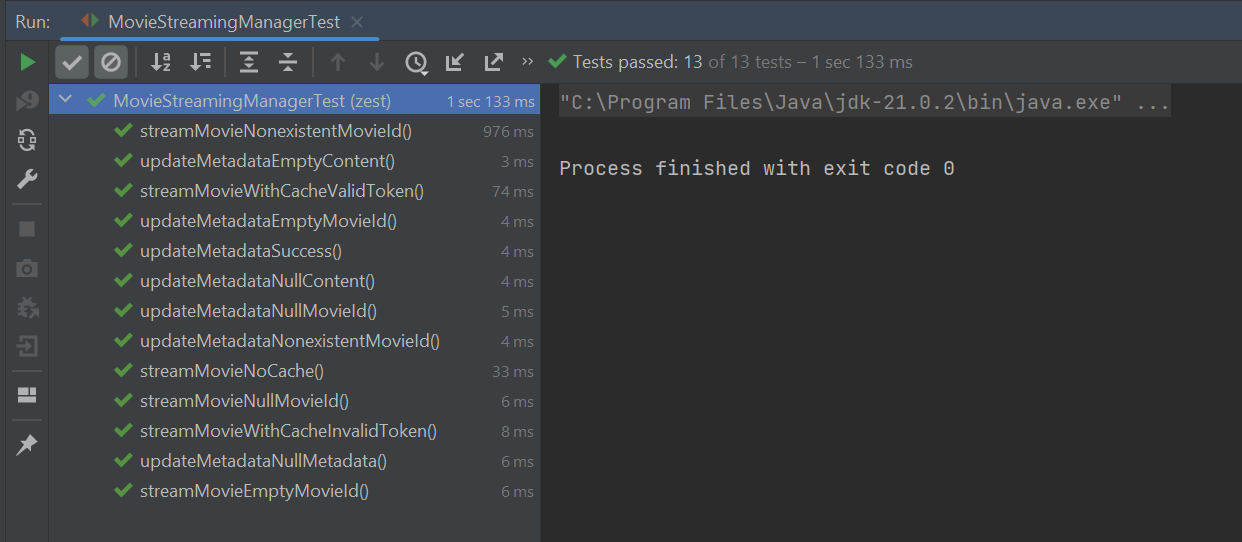 Run: MovieStreamingManagerTest
Tests passed: 13 of 13 tests – 1 sec 133 ms
MovieStreamingManagerTest (zest) 1 sec 133 ms
streamMovieNonexistentMovieId() 976 ms
updateMetadataEmptyContent() 3 ms
streamMovieWithCacheValidToken() 74 ms
updateMetadataEmptyMovieId() 4 ms
updateMetadataSuccess() 4 ms
updateMetadataNullContent() 4 ms
updateMetadataNullMovieId() 5 ms
updateMetadataNonexistentMovieId() 4 ms
streamMovieNoCache() 33 ms
streamMovieNullMovieId() 6 ms
streamMovieWithCacheInvalidToken() 8 ms
updateMetadataNullMetadata() 6 ms
streamMovieEmptyMovieId() 6 ms
"C:\Program Files\Java\jdk-21.0.2\bin\java.exe" ...
Process finished with exit code 0